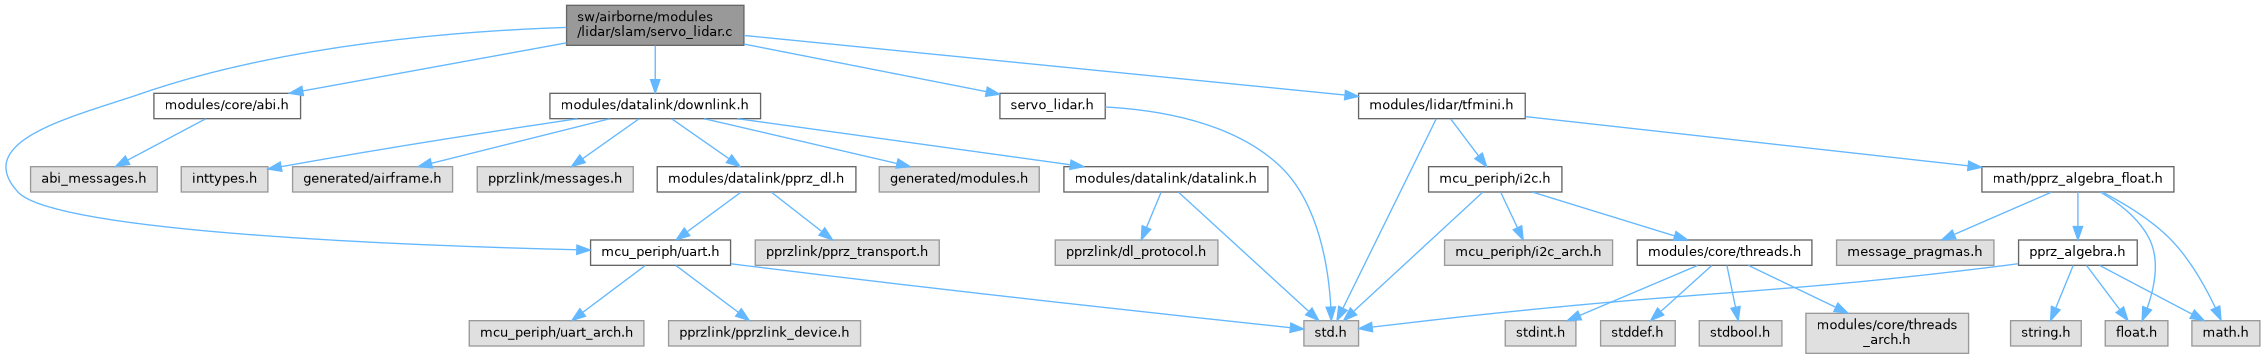 sw/airborne/modules
/lidar/slam/servo_lidar.c
modules/core/abi.h
modules/datalink/downlink.h
servo_lidar.h
modules/lidar/tfmini.h
abi_messages.h
inttypes.h
generated/airframe.h
pprzlink/messages.h
modules/datalink/pprz_dl.h
generated/modules.h
modules/datalink/datalink.h
mcu_periph/i2c.h
math/pprz_algebra_float.h
mcu_periph/uart.h
pprzlink/pprz_transport.h
pprzlink/dl_protocol.h
mcu_periph/i2c_arch.h
modules/core/threads.h
message_pragmas.h
pprz_algebra.h
mcu_periph/uart_arch.h
pprzlink/pprzlink_device.h
std.h
stdint.h
stddef.h
stdbool.h
modules/core/threads
_arch.h
string.h
float.h
math.h